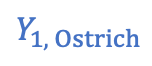 Y1, Ostrich